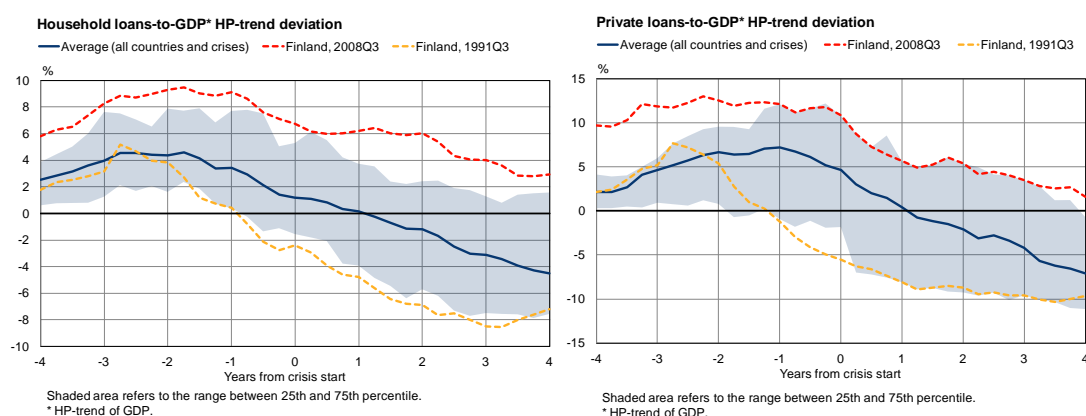 Household loans-to-GDP* HP-trend deviation
Average (all countries and crises) Finland, 2008Q3 Finland, 1991Q3
%
10
8
6
4
2
0
-2
-4
-6
-8
-10
-4 -3 -2 -1 0 1 2 3 4
Years from crisis start
Shaded area refers to the range between 25th and 75th percentile.
* HP-trend of GDP.
Private loans-to-GDP* HP-trend deviation
Average (all countries and crises) Finland, 2008Q3 Finland, 1991Q3
%
15
10
5
0
-5
-10
-15
-4 -3 -2 -1 0 1 2 3 4
Years from crisis start
Shaded area refers to the range between 25th and 75th percentile.
* HP-trend of GDP.